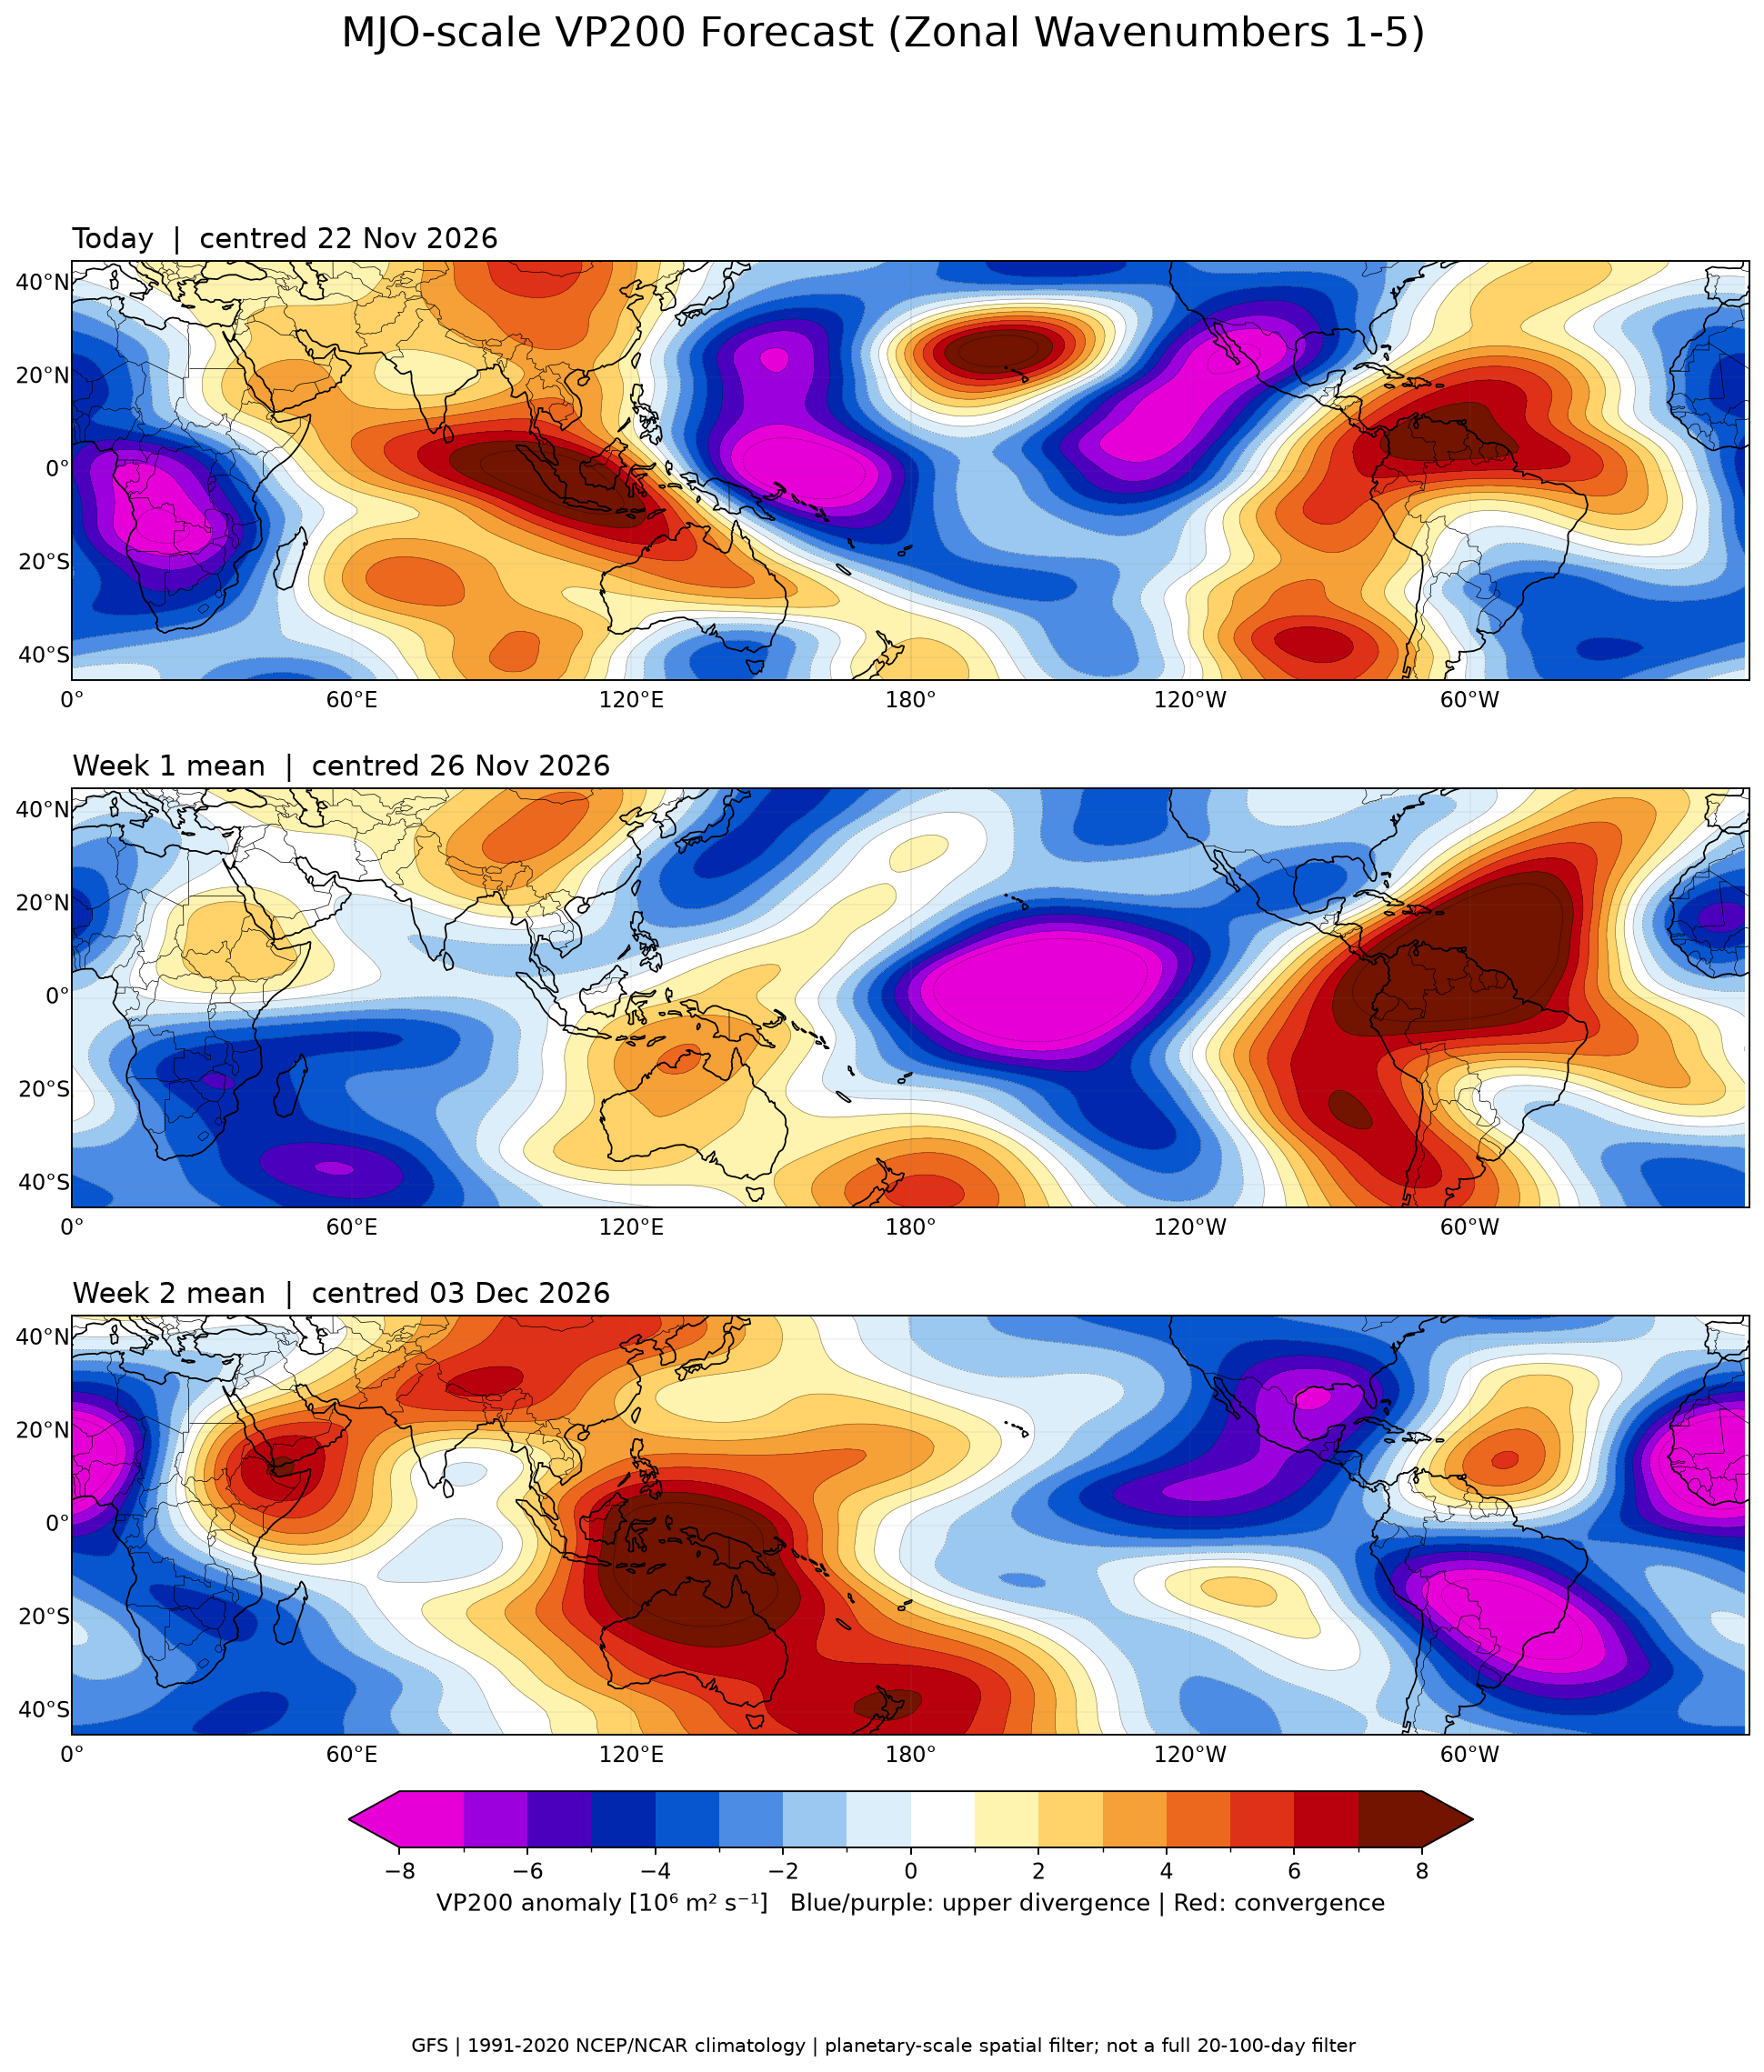 MJO-scale VP200 Forecast (Zonal Wavenumbers 1-5)
Today | centred 22 Nov 2026
40°N
20°N
0°
20°S
40°S
0° 60°E 120°E 180° 120°W 60°W
Week 1 mean | centred 26 Nov 2026
40°N
20°N
0°
20°S
40°S
0° 60°E 120°E 180° 120°W 60°W
Week 2 mean | centred 03 Dec 2026
40°N
20°N
0°
20°S
40°S
0° 60°E 120°E 180° 120°W 60°W
−8 −6 −4 −2 0 2 4 6 8
VP200 anomaly [10⁶ m² s⁻¹] Blue/purple: upper divergence | Red: convergence
GFS | 1991-2020 NCEP/NCAR climatology | planetary-scale spatial filter; not a full 20-100-day filter